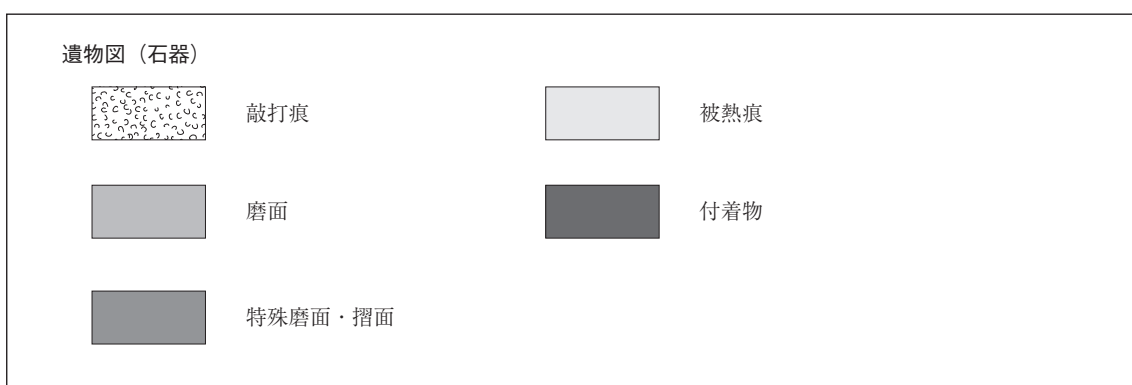 遺物図（石器）
敲打痕
被熱痕
磨面
付着物
特殊磨面・摺面